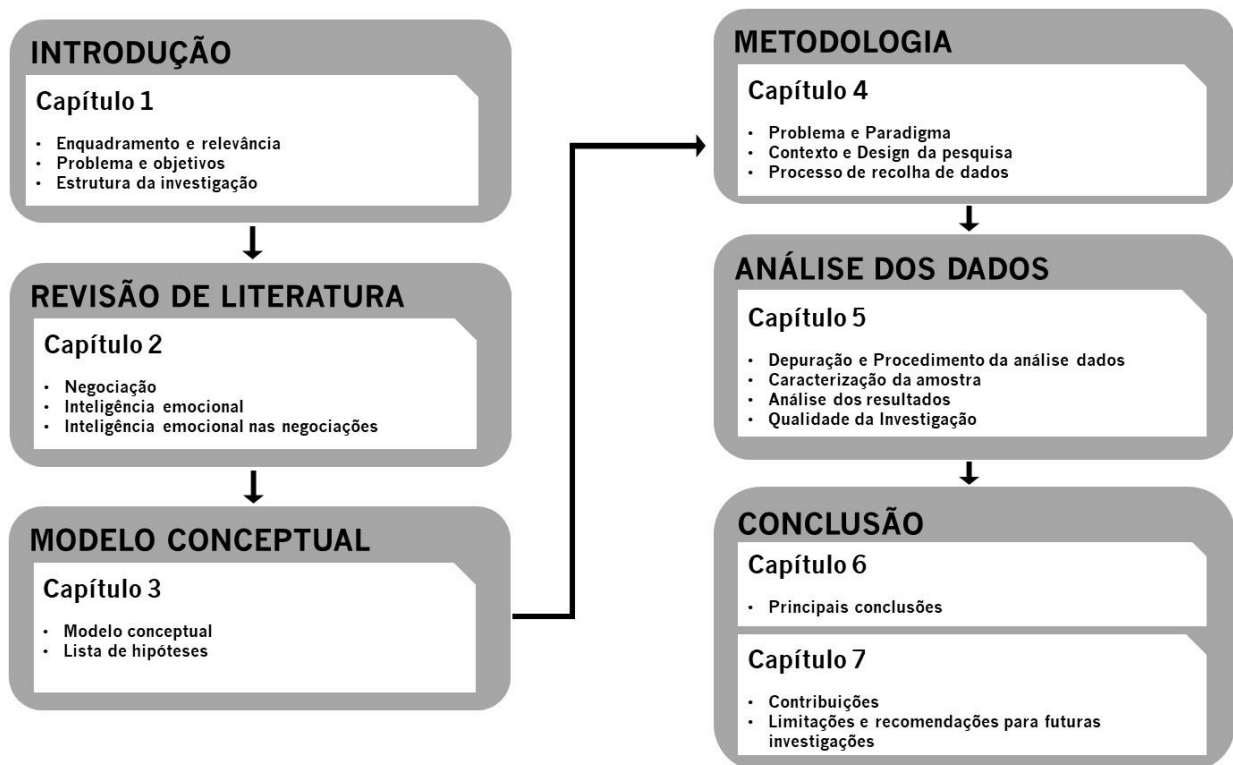 INTRODUÇÃO
Capítulo 1
• Enquadramento e relevância
• Problema e objetivos
• Estrutura da investigação
REVISÃO DE LITERATURA
Capítulo 2
• Negociação
• Inteligência emocional
• Inteligência emocional nas negociações
MODELO CONCEPTUAL
Capítulo 3
• Modelo conceptual
• Lista de hipóteses
METODOLOGIA
Capítulo 4
• Problema e Paradigma
• Contexto e Design da pesquisa
• Processo de recolha de dados
ANÁLISE DOS DADOS
Capítulo 5
• Depuração e Procedimento da análise dados
• Caracterização da amostra
• Análise dos resultados
• Qualidade da Investigação
CONCLUSÃO
Capítulo 6
• Principais conclusões
Capítulo 7
• Contribuições
• Limitações e recomendações para futuras
investigações